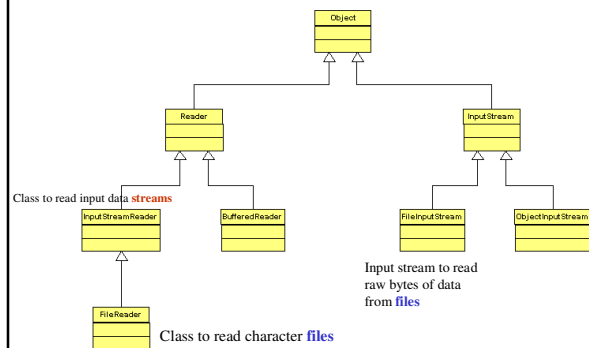 Object
Reader
InputStream
Class to read input data streams
InputStreamReader
BufferedReader
FileInputStream
ObjectInputStream
Input stream to read
raw bytes of data
from files
FileReader
Class to read character files